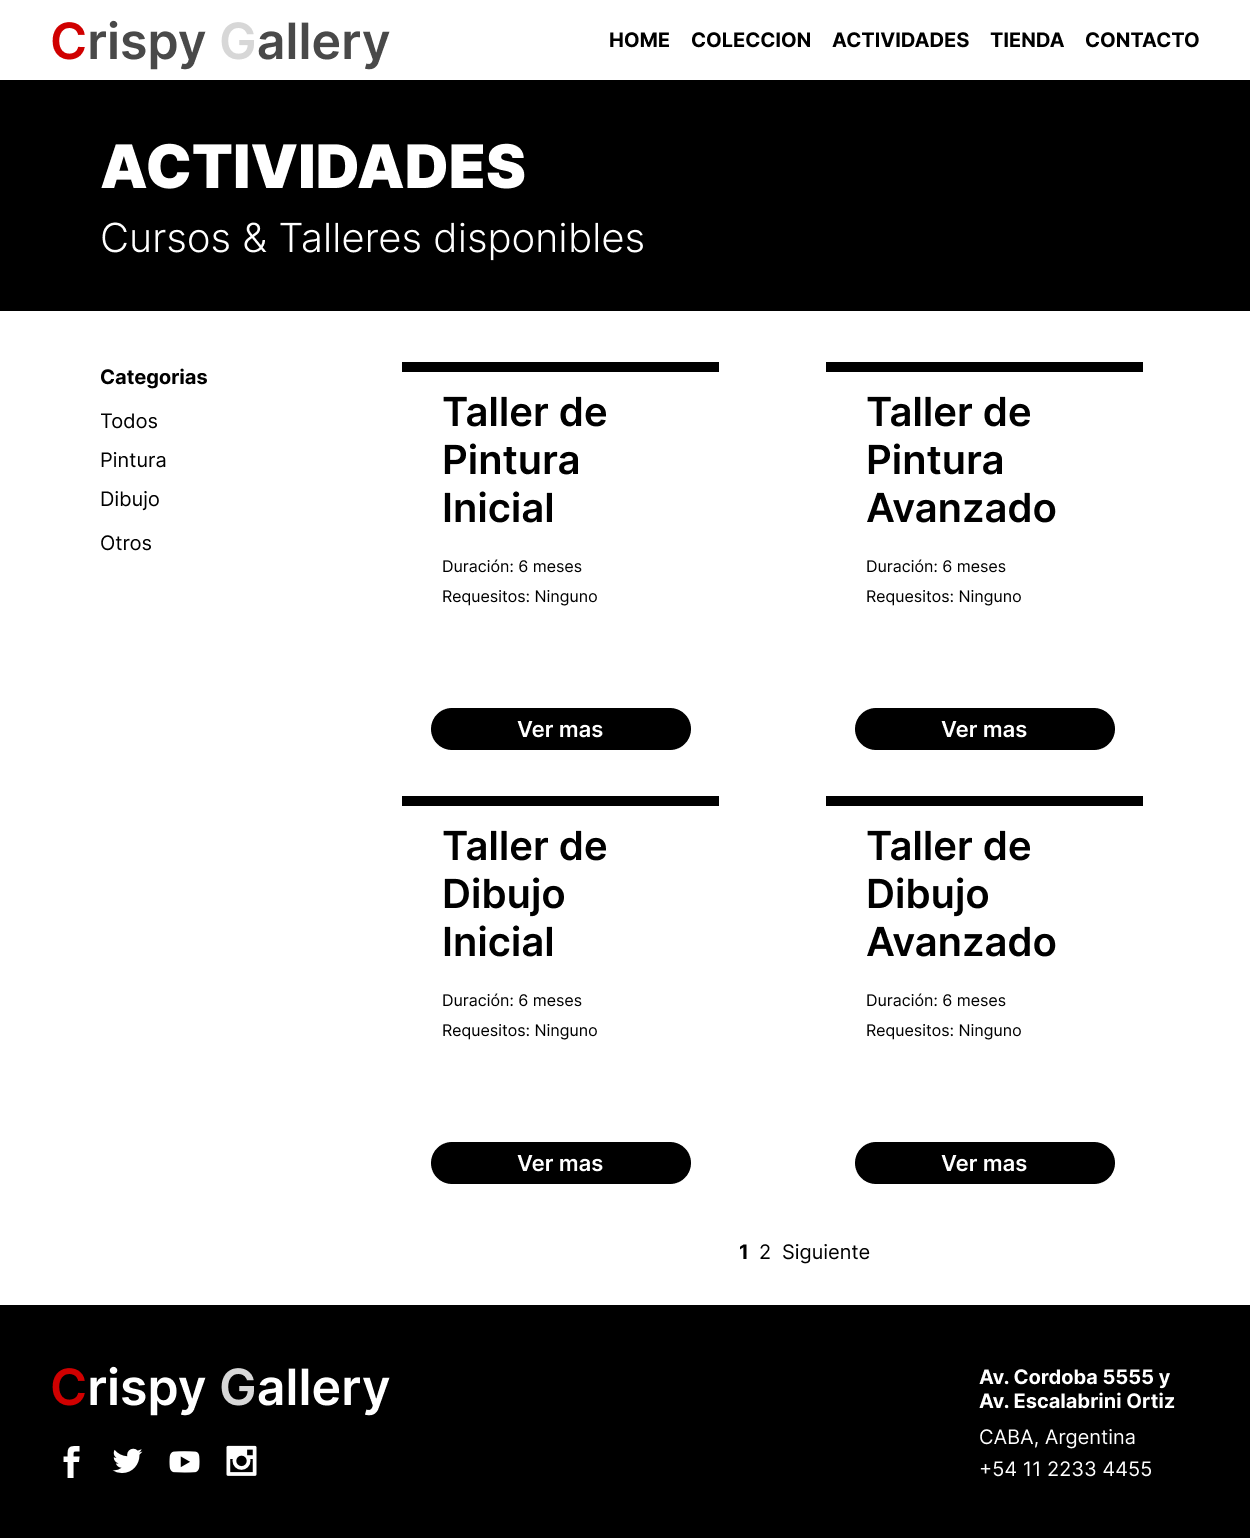 Crispy Gallery
HOME COLECCION ACTIVIDADES TIENDA CONTACTO
ACTIVIDADES
Cursos & Talleres disponibles
Categorias
Todos
Pintura
Dibujo
Otros
Taller de
Pintura
Inicial
Duración: 6 meses
Requesitos: Ninguno
Ver mas
Taller de
Pintura
Avanzado
Duración: 6 meses
Requesitos: Ninguno
Ver mas
Taller de
Dibujo
Inicial
Duración: 6 meses
Requesitos: Ninguno
Ver mas
Taller de
Dibujo
Avanzado
Duración: 6 meses
Requesitos: Ninguno
Ver mas
1 2 Siguiente
Crispy Gallery
Av. Cordoba 5555 y
Av. Escalabrini Ortiz
CABA, Argentina
+54 11 2233 4455